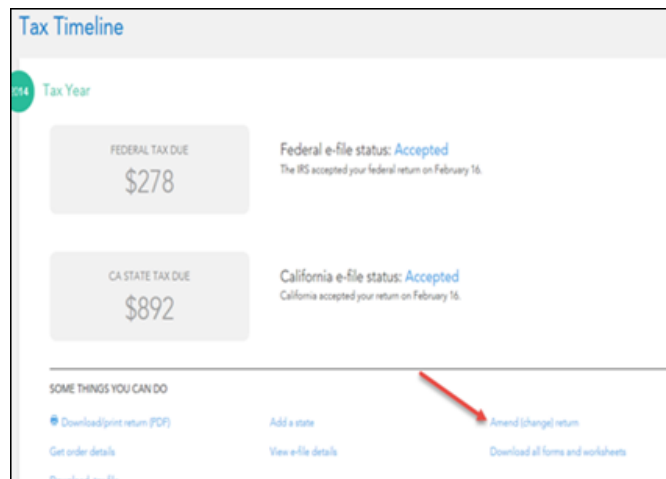 Tax Timeline
2014 Tax Year
FEDERAL TAX DUE
$278
Federal e-file status: Accepted
The IRS accepted your federal return on February 16.
CA STATE TAX DUE
$892
California e-file status: Accepted
California accepted your return on February 16.
SOME THINGS YOU CAN DO
Download/print return (PDF) Add a state Amend (change) return
Get order details View e-file details Download all forms and worksheets